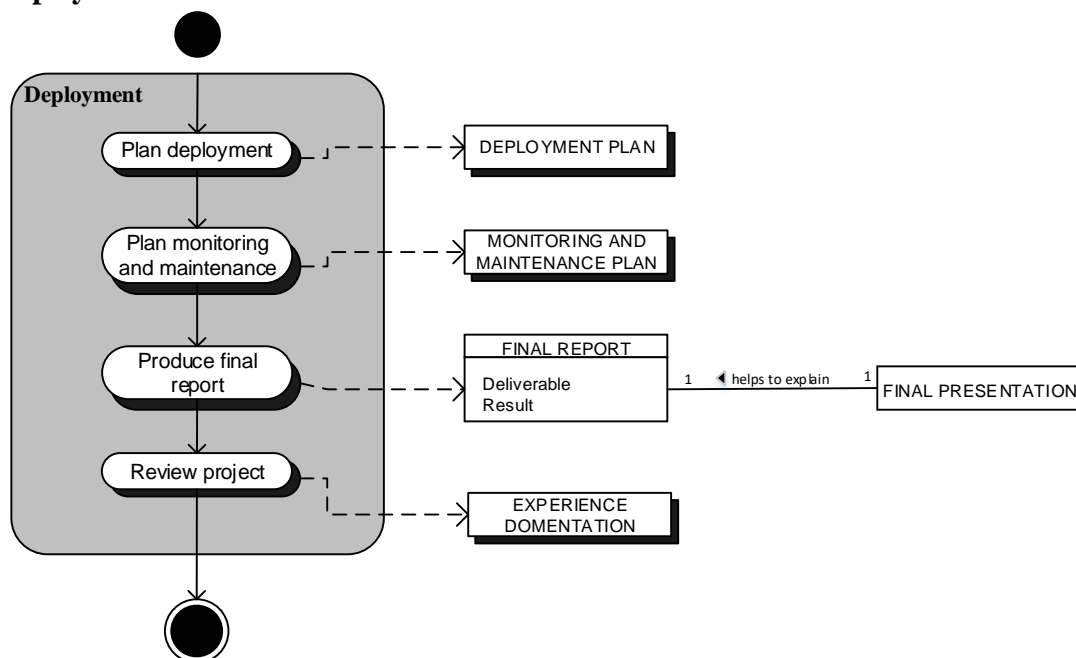 Deployment
Plan deployment
DEPLOYMENT PLAN
Plan monitoring
and maintenance
MONITORING AND
MAINTENANCE PLAN
Produce final
report
FINAL REPORT
Deliverable
Result
1
helps to explain
1
FINAL PRESENTATION
Review project
EXPERIENCE
DOMENTATION